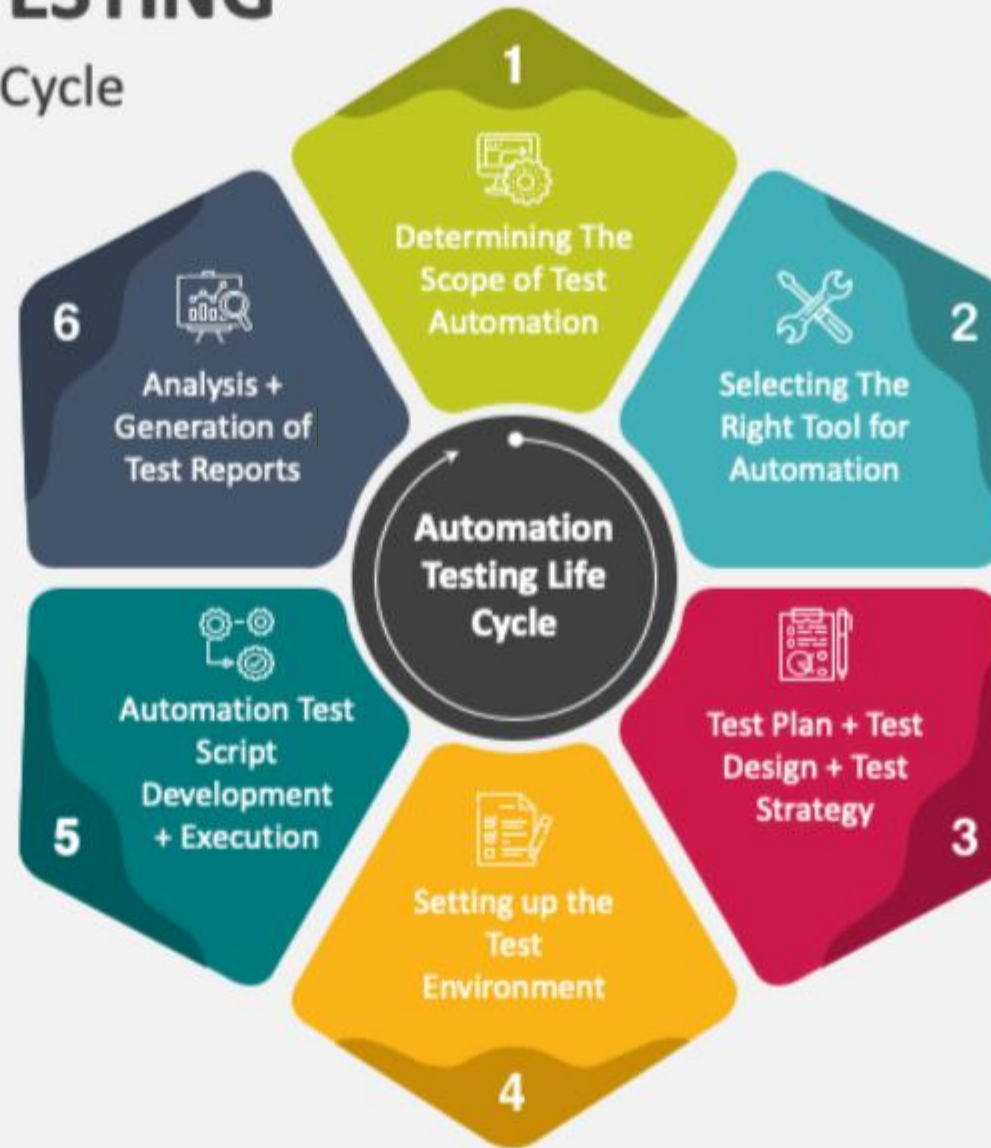 ESTING
Cycle
1
Determining The
Scope of Test
Automation
2
Selecting The
Right Tool for
Automation
3
Test Plan + Test
Design + Test
Strategy
4
Setting up the
Test
Environment
5
Automation Test
Script
Development
+ Execution
6
Analysis +
Generation of
Test Reports
Automation
Testing Life
Cycle